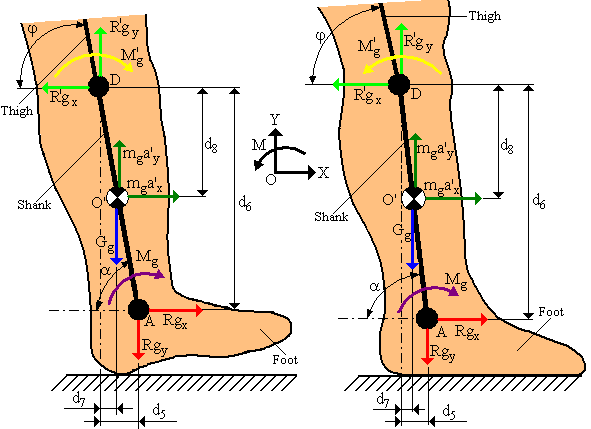 φ
R'gy
M'g
D
R'gx
Thigh
d8
mga'y
mga'x
Shank
O'
d6
Gg
Mg
α
A
Rgx
Rgy
Foot
d7
d5
Y
M
O
X
Thigh
φ
R'gy
M'g
D
R'gx
d8
mga'y
mga'x
O'
d6
Shank
Gg
α
Mg
Foot
A
Rgx
Rgy
d7
d5